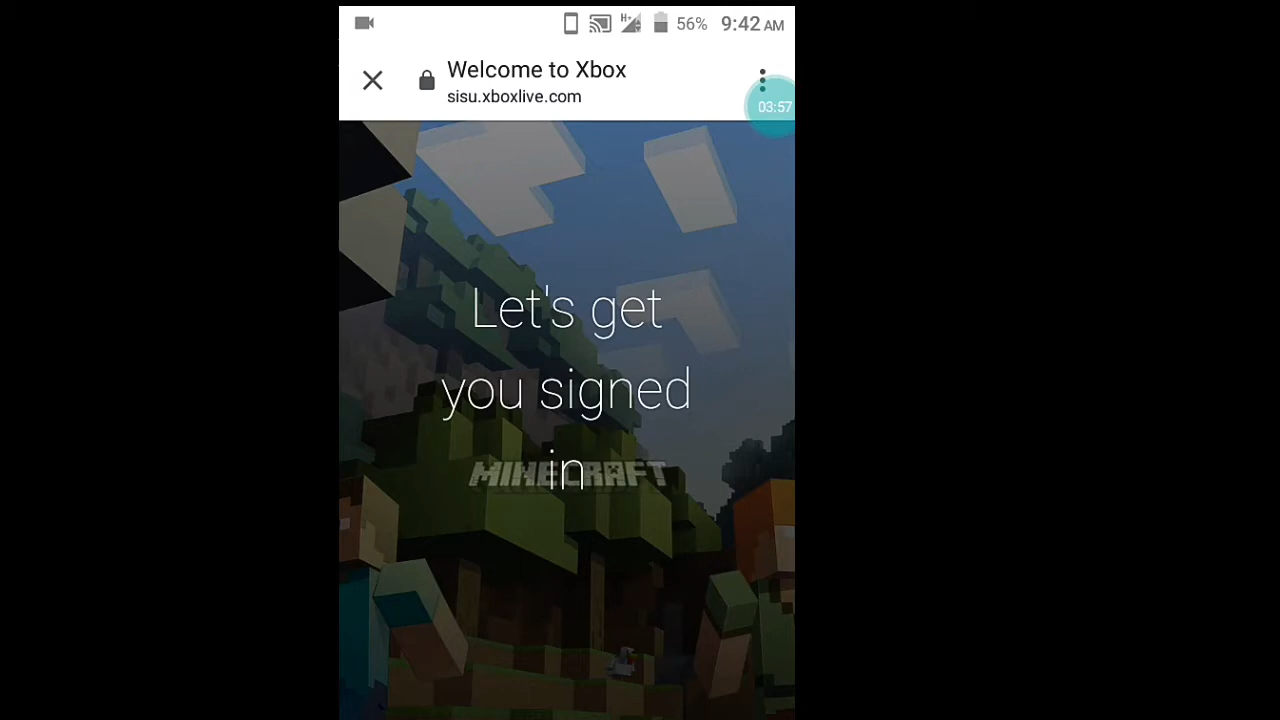 H+ 56% 9:42 AM
Welcome to Xbox
sisu.xboxlive.com
03:57
Let's get
you signed
in
MINECRAFT